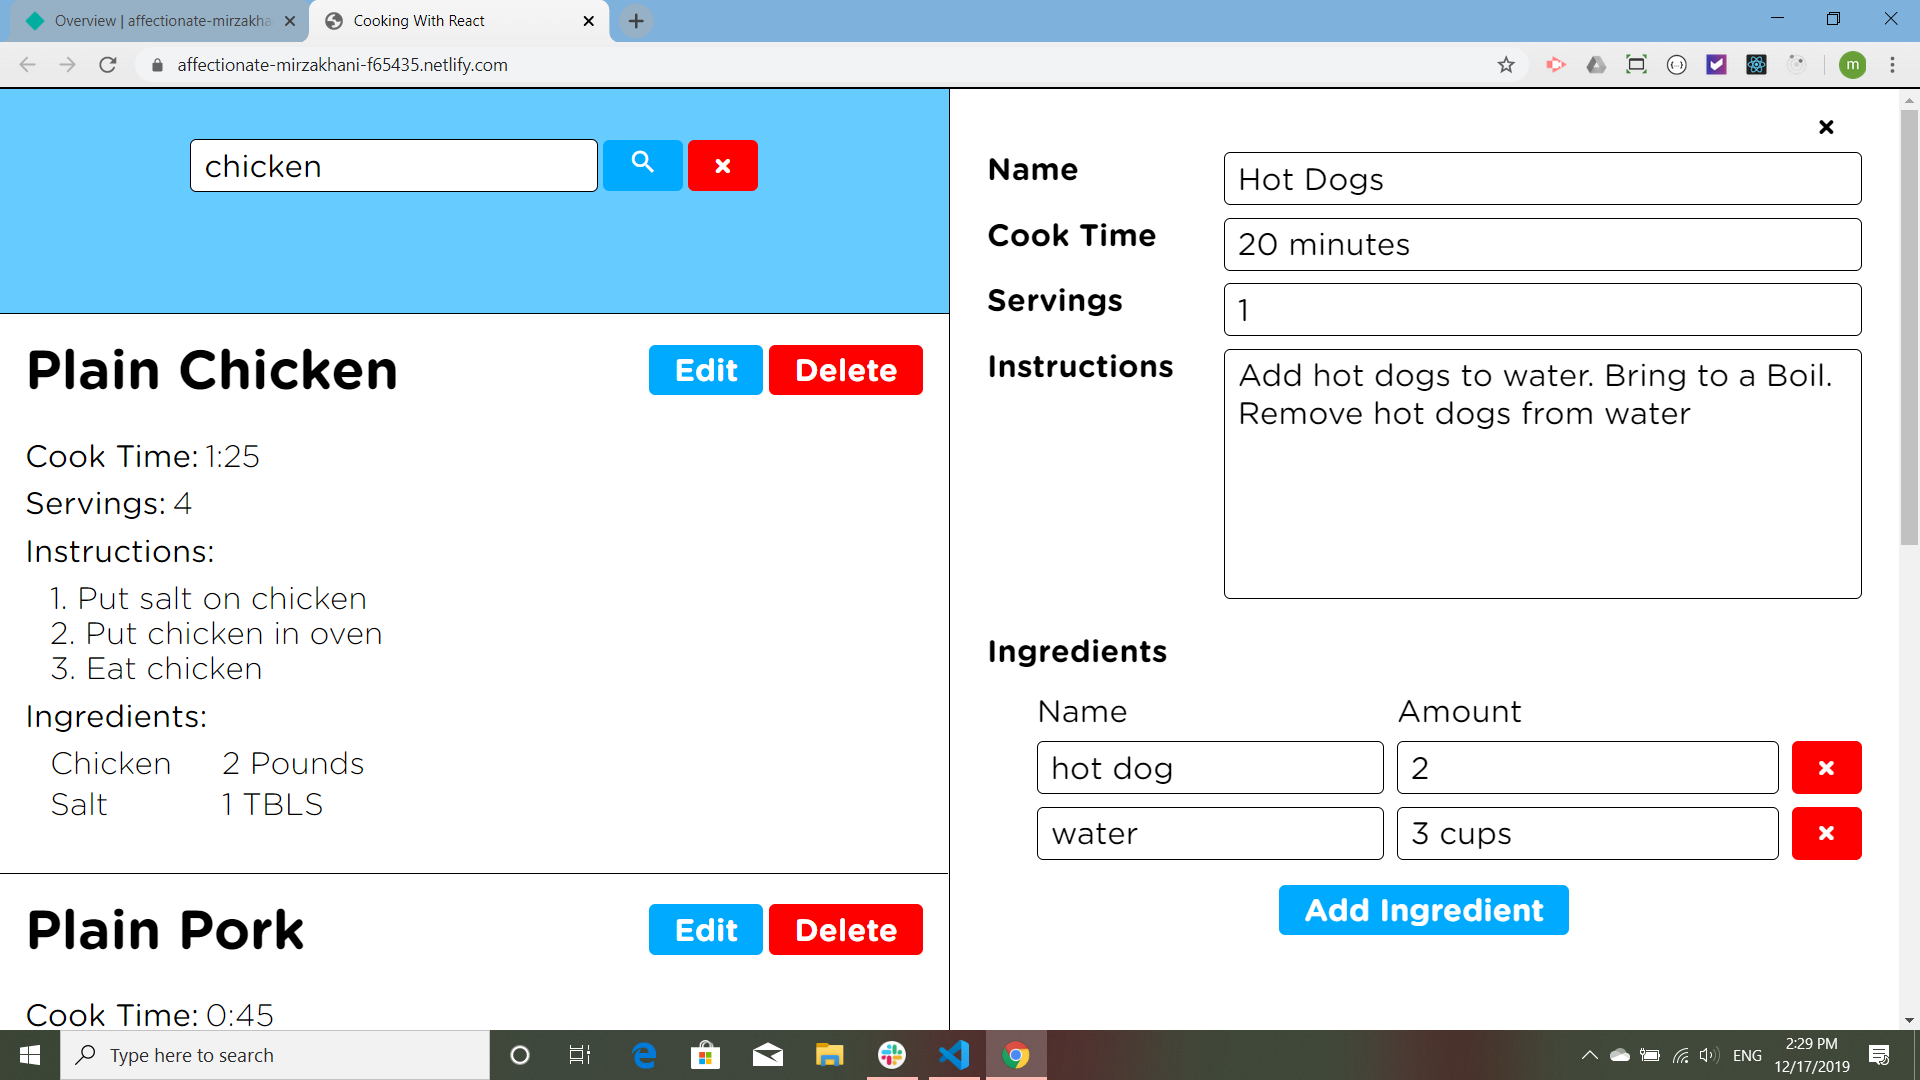 Overview | affectionate-mirzakha
Cooking With React
affectionate-mirzakhani-f65435.netlify.com
m
chicken
Plain Chicken
Edit
Delete
Cook Time: 1:25
Servings: 4
Instructions:
1. Put salt on chicken
2. Put chicken in oven
3. Eat chicken
Ingredients:
Chicken 2 Pounds
Salt 1 TBLS
Plain Pork
Edit
Delete
Cook Time: 0:45
Name
Hot Dogs
Cook Time
20 minutes
Servings
1
Instructions
Add hot dogs to water. Bring to a Boil.
Remove hot dogs from water
Ingredients
Name Amount
hot dog 2
water 3 cups
Add Ingredient
Type here to search
ENG
2:29 PM
12/17/2019